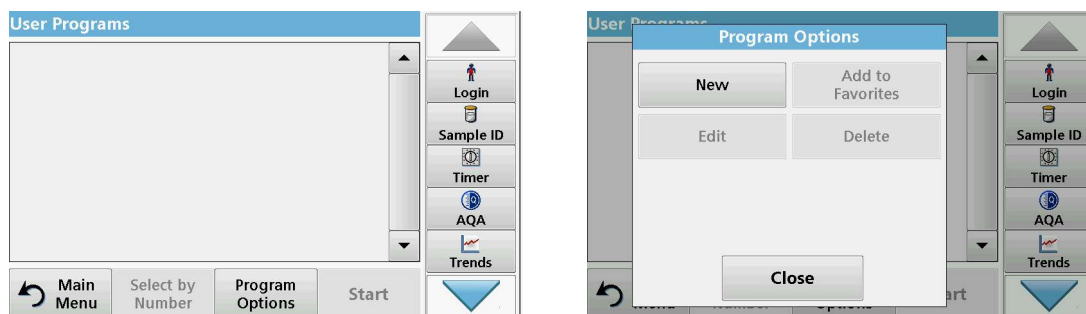 User Programs
Login
Sample ID
Timer
AQA
Trends
Main
Menu
Select by
Number
Program
Options
Start
User Programs
Program Options
New
Add to
Favorites
Edit
Delete
Close
Login
Sample ID
Timer
AQA
Trends